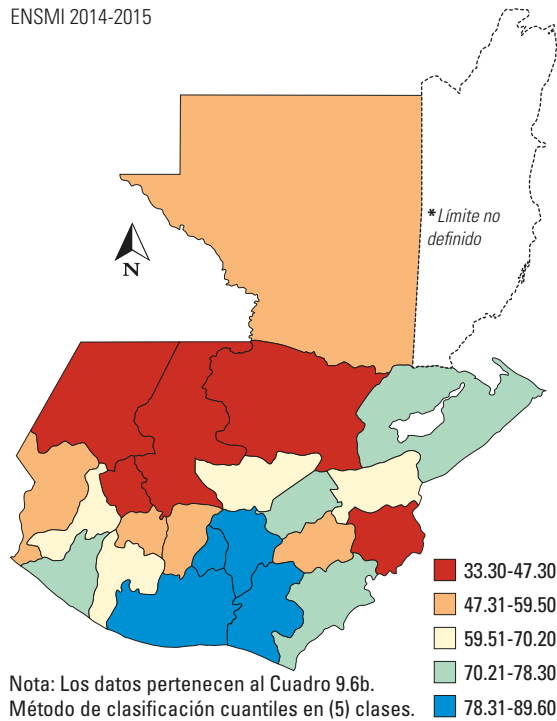 ENSMI 2014-2015
*Límite no
definido
N
33.30-47.30
47.31-59.50
59.51-70.20
70.21-78.30
78.31-89.60
Nota: Los datos pertenecen al Cuadro 9.6b.
Método de clasificación cuantiles en (5) clases.